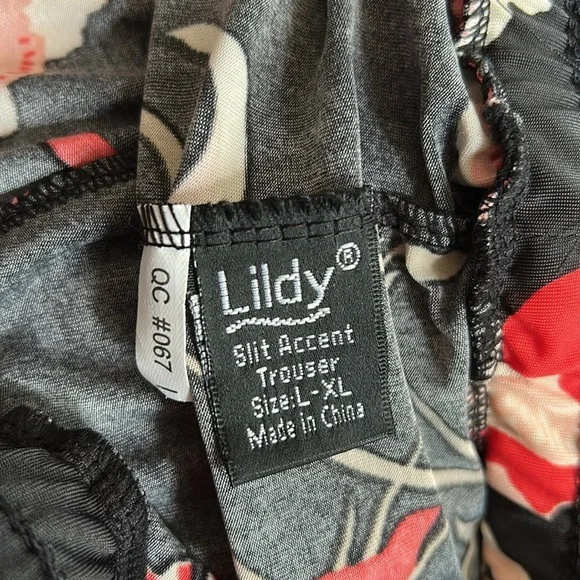 Lildy®
Slit Accent
Trouser
Size:L-XL
Made in China
QC #067